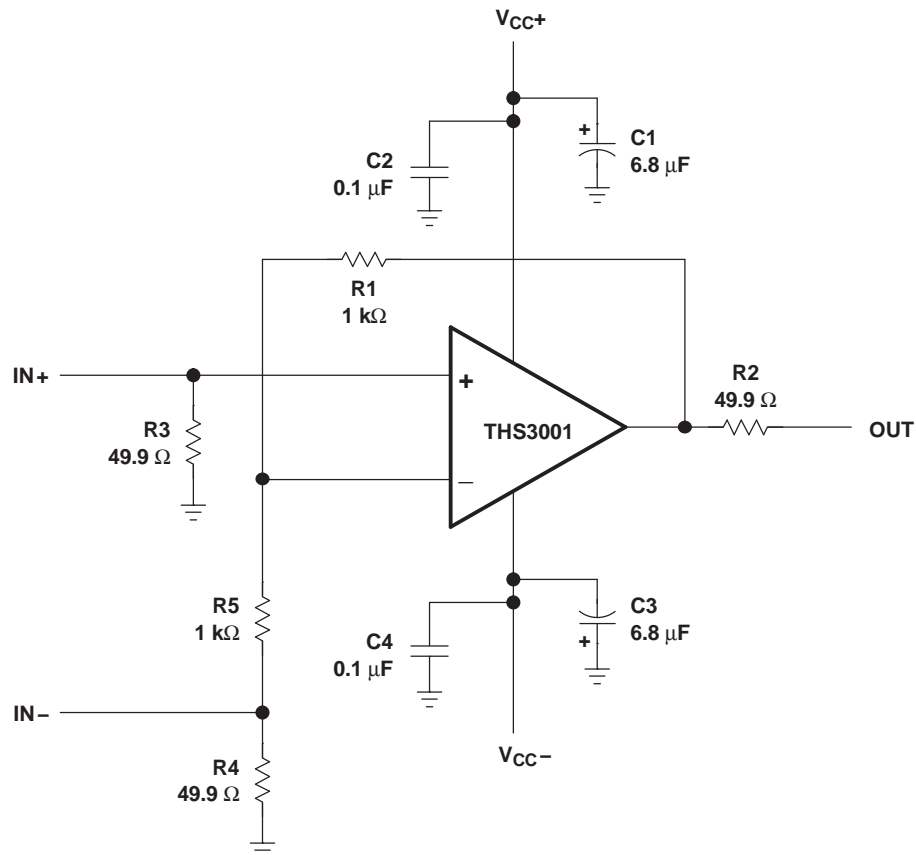 VCC+
C2
0.1 µF
+
C1
6.8 µF
R1
1 kΩ
IN+
R3
49.9 Ω
+
THS3001
−
R2
49.9 Ω
OUT
R5
1 kΩ
C4
0.1 µF
C3
6.8 µF
+
IN−
VCC−
R4
49.9 Ω